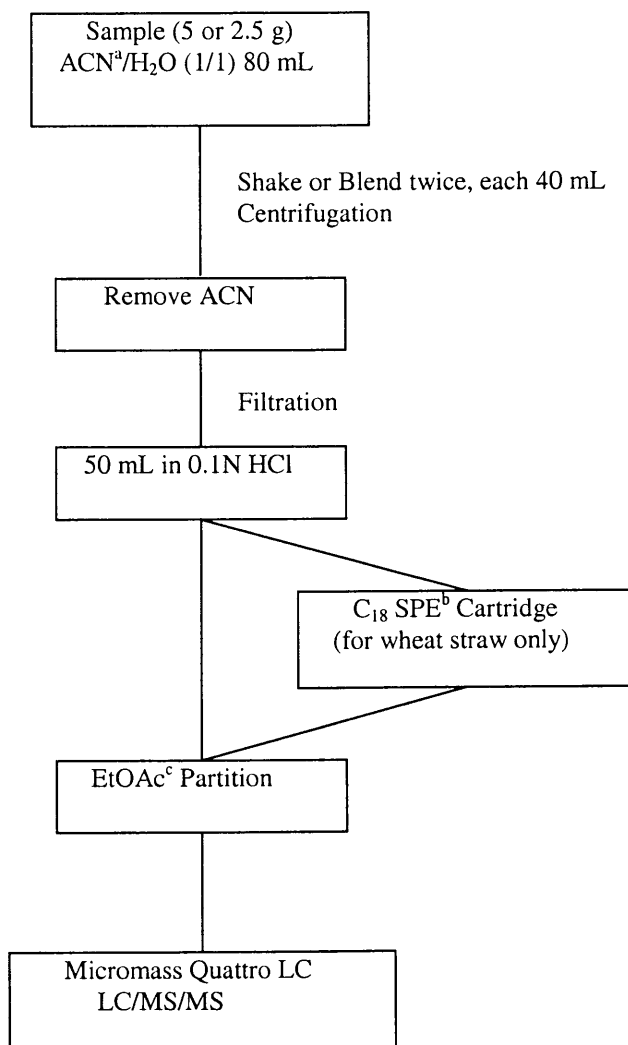 Sample (5 or 2.5 g)
ACNᵃ/H₂O (1/1) 80 mL
Shake or Blend twice, each 40 mL
Centrifugation
Remove ACN
Filtration
50 mL in 0.1N HCl
C₁₈ SPEᵇ Cartridge
(for wheat straw only)
EtOAcᶜ Partition
Micromass Quattro LC
LC/MS/MS